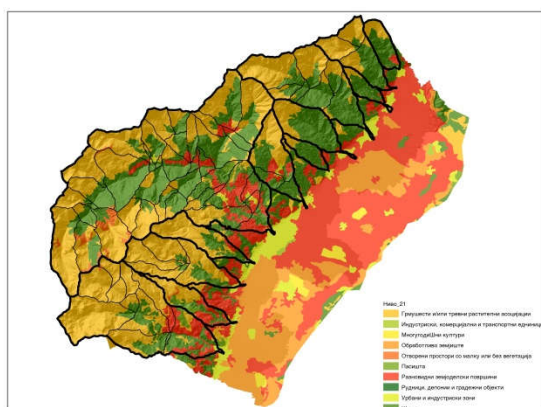 Ниво_21
Грмушести и/или тревни растителни асоцијации
Индустриски, комерцијални и транспортни единици
Многугодишни култури
Обработливо земјиште
Отворени простори со малку или без вегетација
Пасишта
Разновидни земјоделски површини
Рудници, депонии и градежни објекти
Урбани и индустриски зони